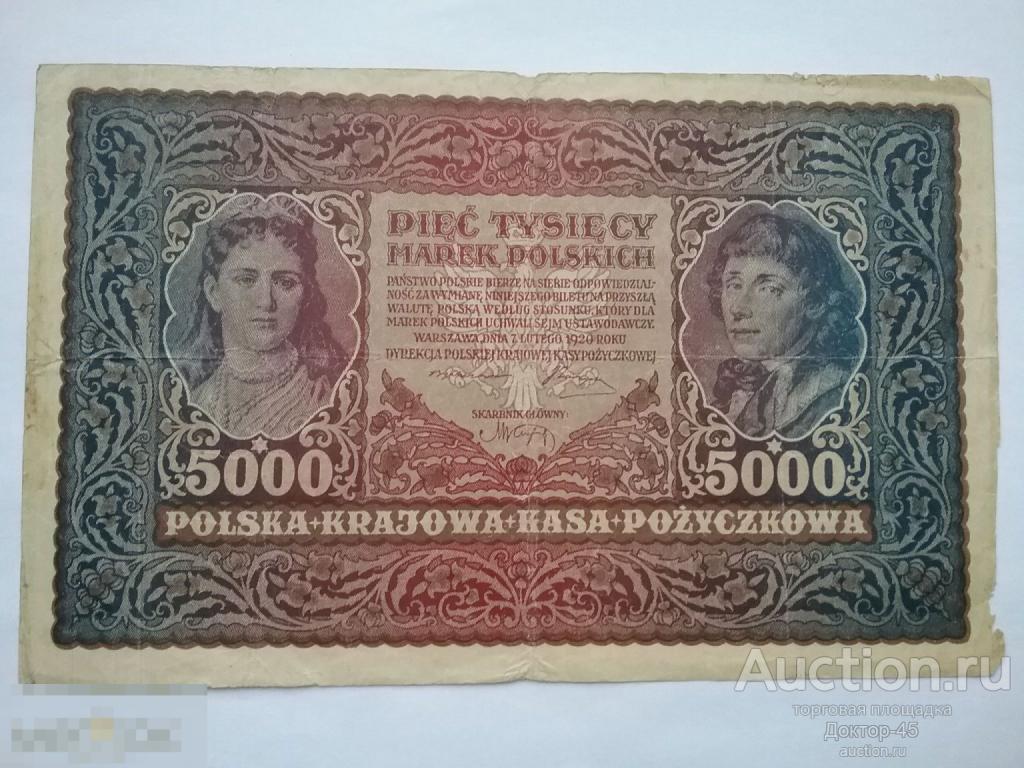 PIĘĆ TYSIĘCY
MAREK POLSKICH
PAŃSTWO POLSKIE BIERZE NA SIEBIE ODPOWIEDZIAL-
NOŚĆ ZA WYMIANĘ NINIEJSZEGO BILETU NA PRZYSZŁĄ
WALUTĘ POLSKĄ WEDŁUG STOSUNKU, KTÓRY DLA
MAREK POLSKICH UCHWALI SEJM USTAWODAWCZY.
WARSZAWA DNIA 7 LUTEGO 1920 ROKU
DYREKCJA POLSKIEJ KRAJOWEJ KASY POŻYCZKOWEJ
SKARBNIK GŁÓWNY:
5000 5000
POLSKA+KRAJOWA+KASA+POŻYCZKOWA
Auction.ru
торговая площадка
Доктор-45
auction.ru